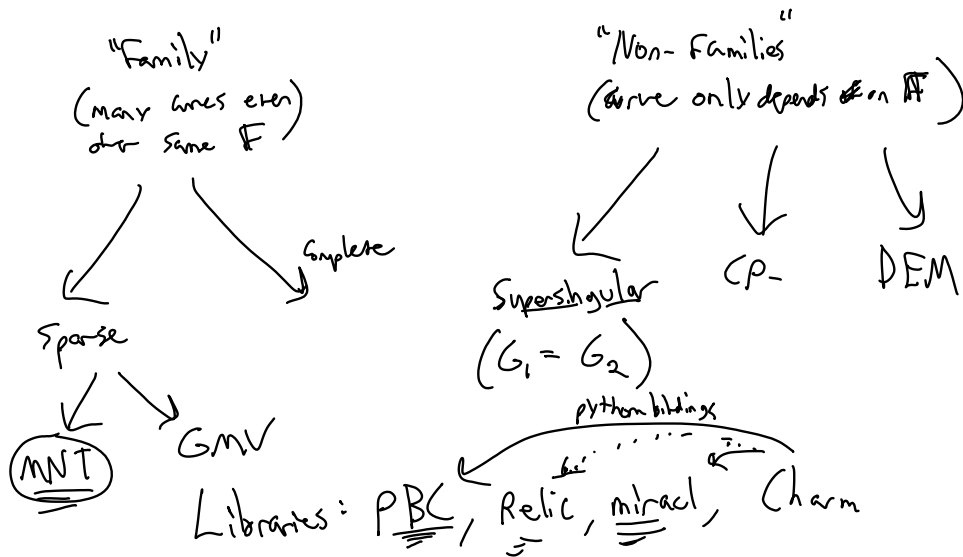 "Family"
(many curves even
over same F)
"Non-Families"
(curve only depends on F)
Complete
Sparse
MNT
GMV
Supersingular
(G₁ = G₂)
CP-
DEM
python bindings
Libraries: PBC, Relic, miracl, Charm